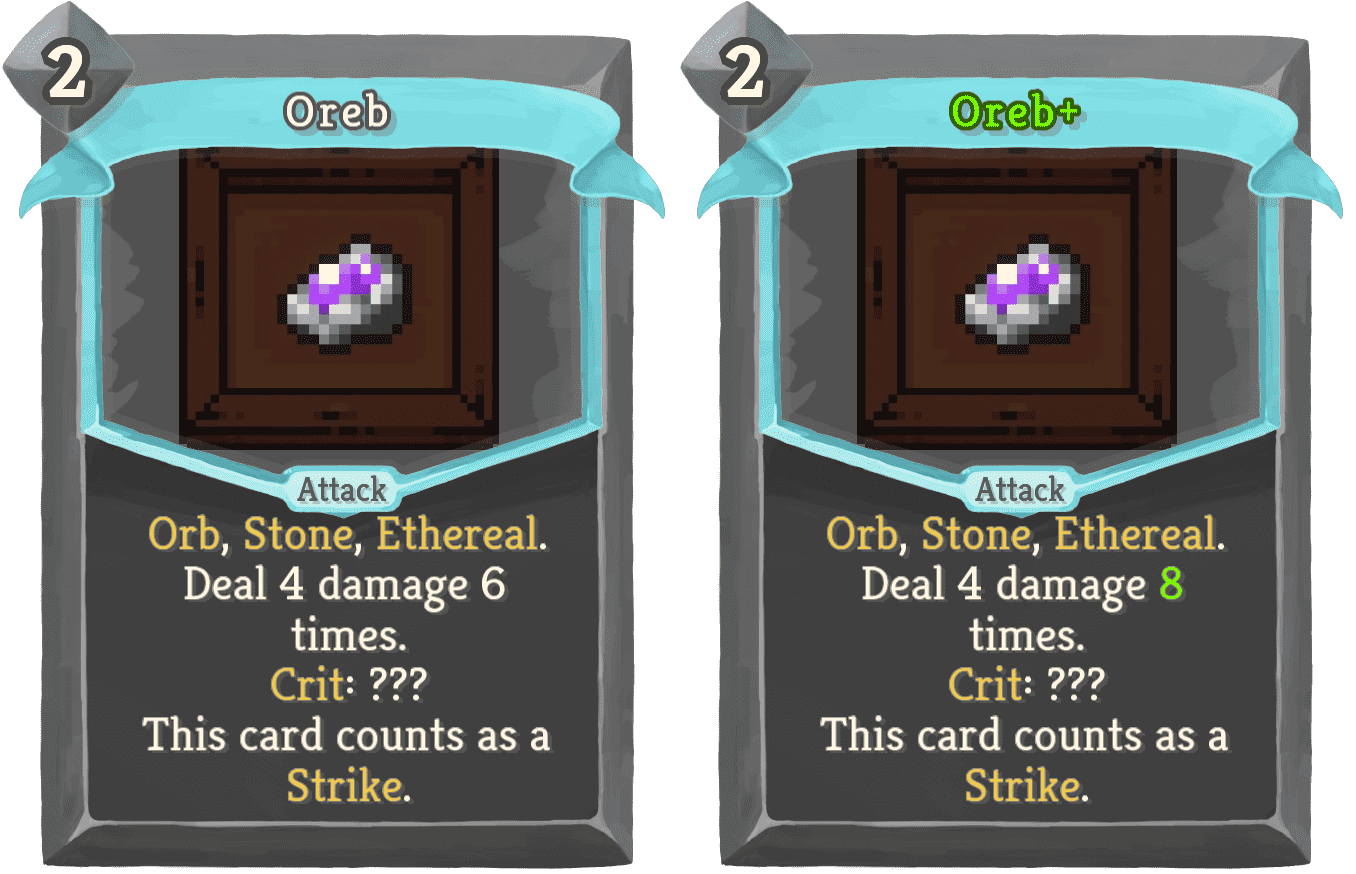 2
Oreb
Attack
Orb, Stone, Ethereal.
Deal 4 damage 6
times.
Crit: ???
This card counts as a
Strike.
2
Oreb+
Attack
Orb, Stone, Ethereal.
Deal 4 damage 8
times.
Crit: ???
This card counts as a
Strike.